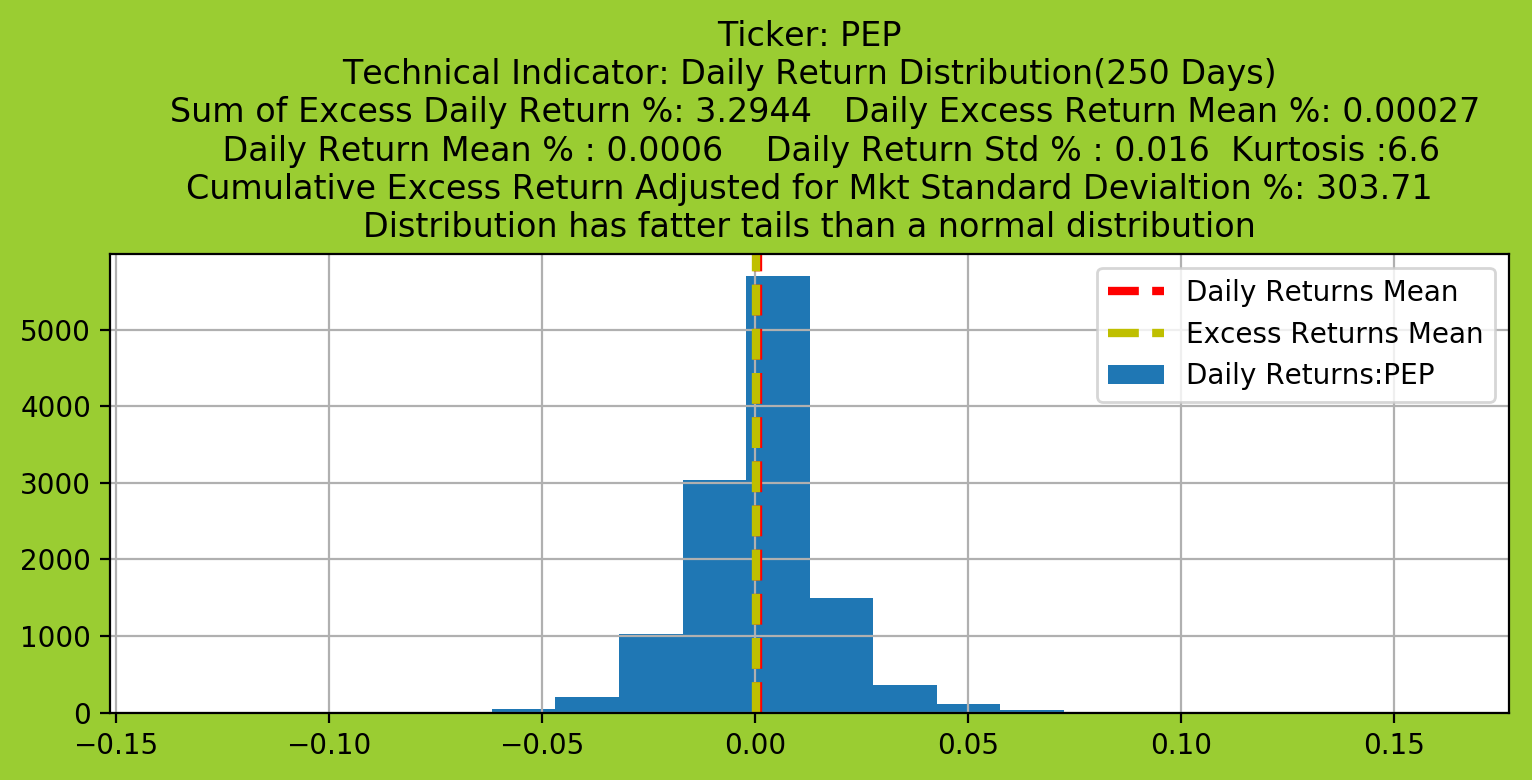 Ticker: PEP
Technical Indicator: Daily Return Distribution(250 Days)
Sum of Excess Daily Return %: 3.2944   Daily Excess Return Mean %: 0.00027
Daily Return Mean % : 0.0006    Daily Return Std % : 0.016  Kurtosis :6.6
Cumulative Excess Return Adjusted for Mkt Standard Devialtion %: 303.71
Distribution has fatter tails than a normal distribution
Daily Returns Mean
Excess Returns Mean
Daily Returns:PEP
5000
4000
3000
2000
1000
0
−0.15 −0.10 −0.05 0.00 0.05 0.10 0.15